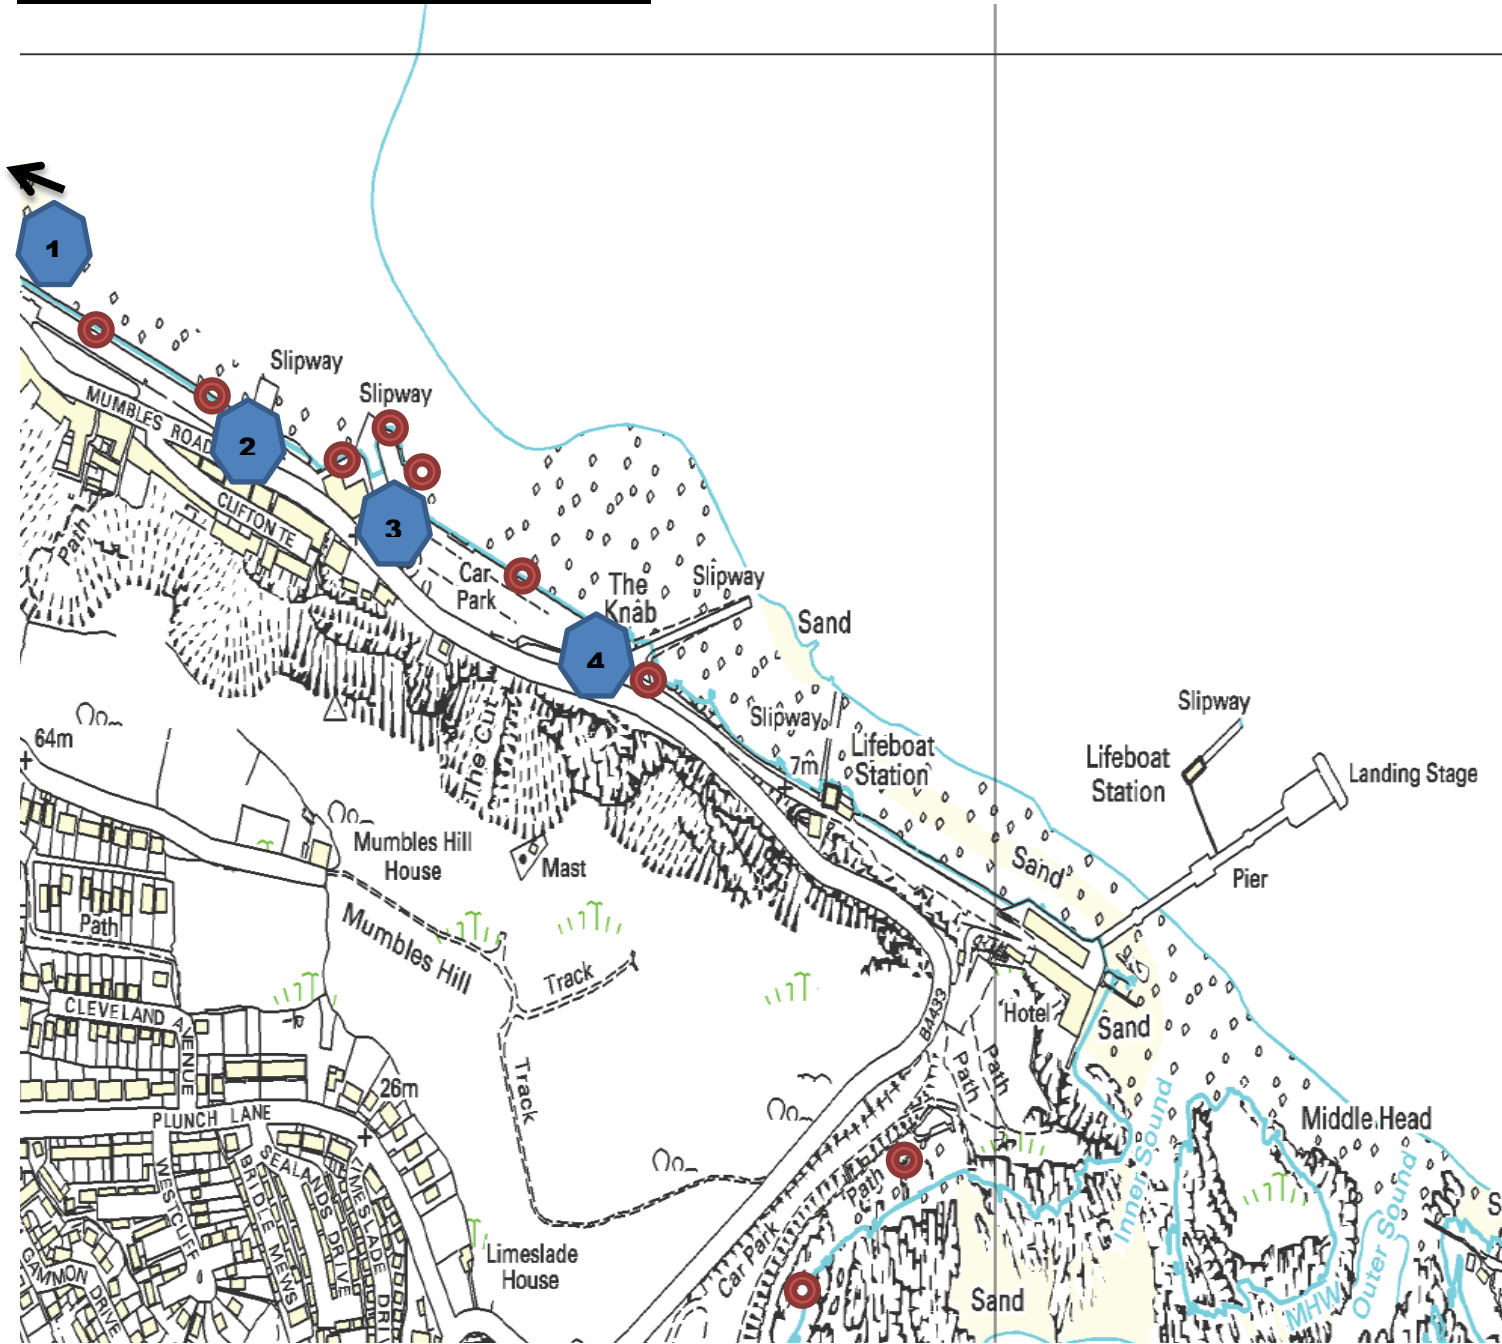 1
Slipway
Slipway
MUMBLES ROAD
2
CLIFTON TE
3
Path
Car
Park
The
Knab
Slipway
Sand
4
Slipway
Lifeboat
Station
7m
Slipway
Lifeboat
Station
Landing Stage
Pier
64m
The Cut
Mumbles Hill
House
Mast
Sand
Path
Mumbles Hill
Track
B4433
Hotel
Sand
CLEVELAND AVENUE
Track
Path
Path
26m
PLUNCH LANE
Inner Sound
Middle Head
Path
WESTCLIFF
BRIDLE MEWS
SEALANDS DRIVE
LIMESLADE DRIV
Outer Sound
S
Car Park
Limeslade
House
GAMMON DRIVE
Sand
MHW